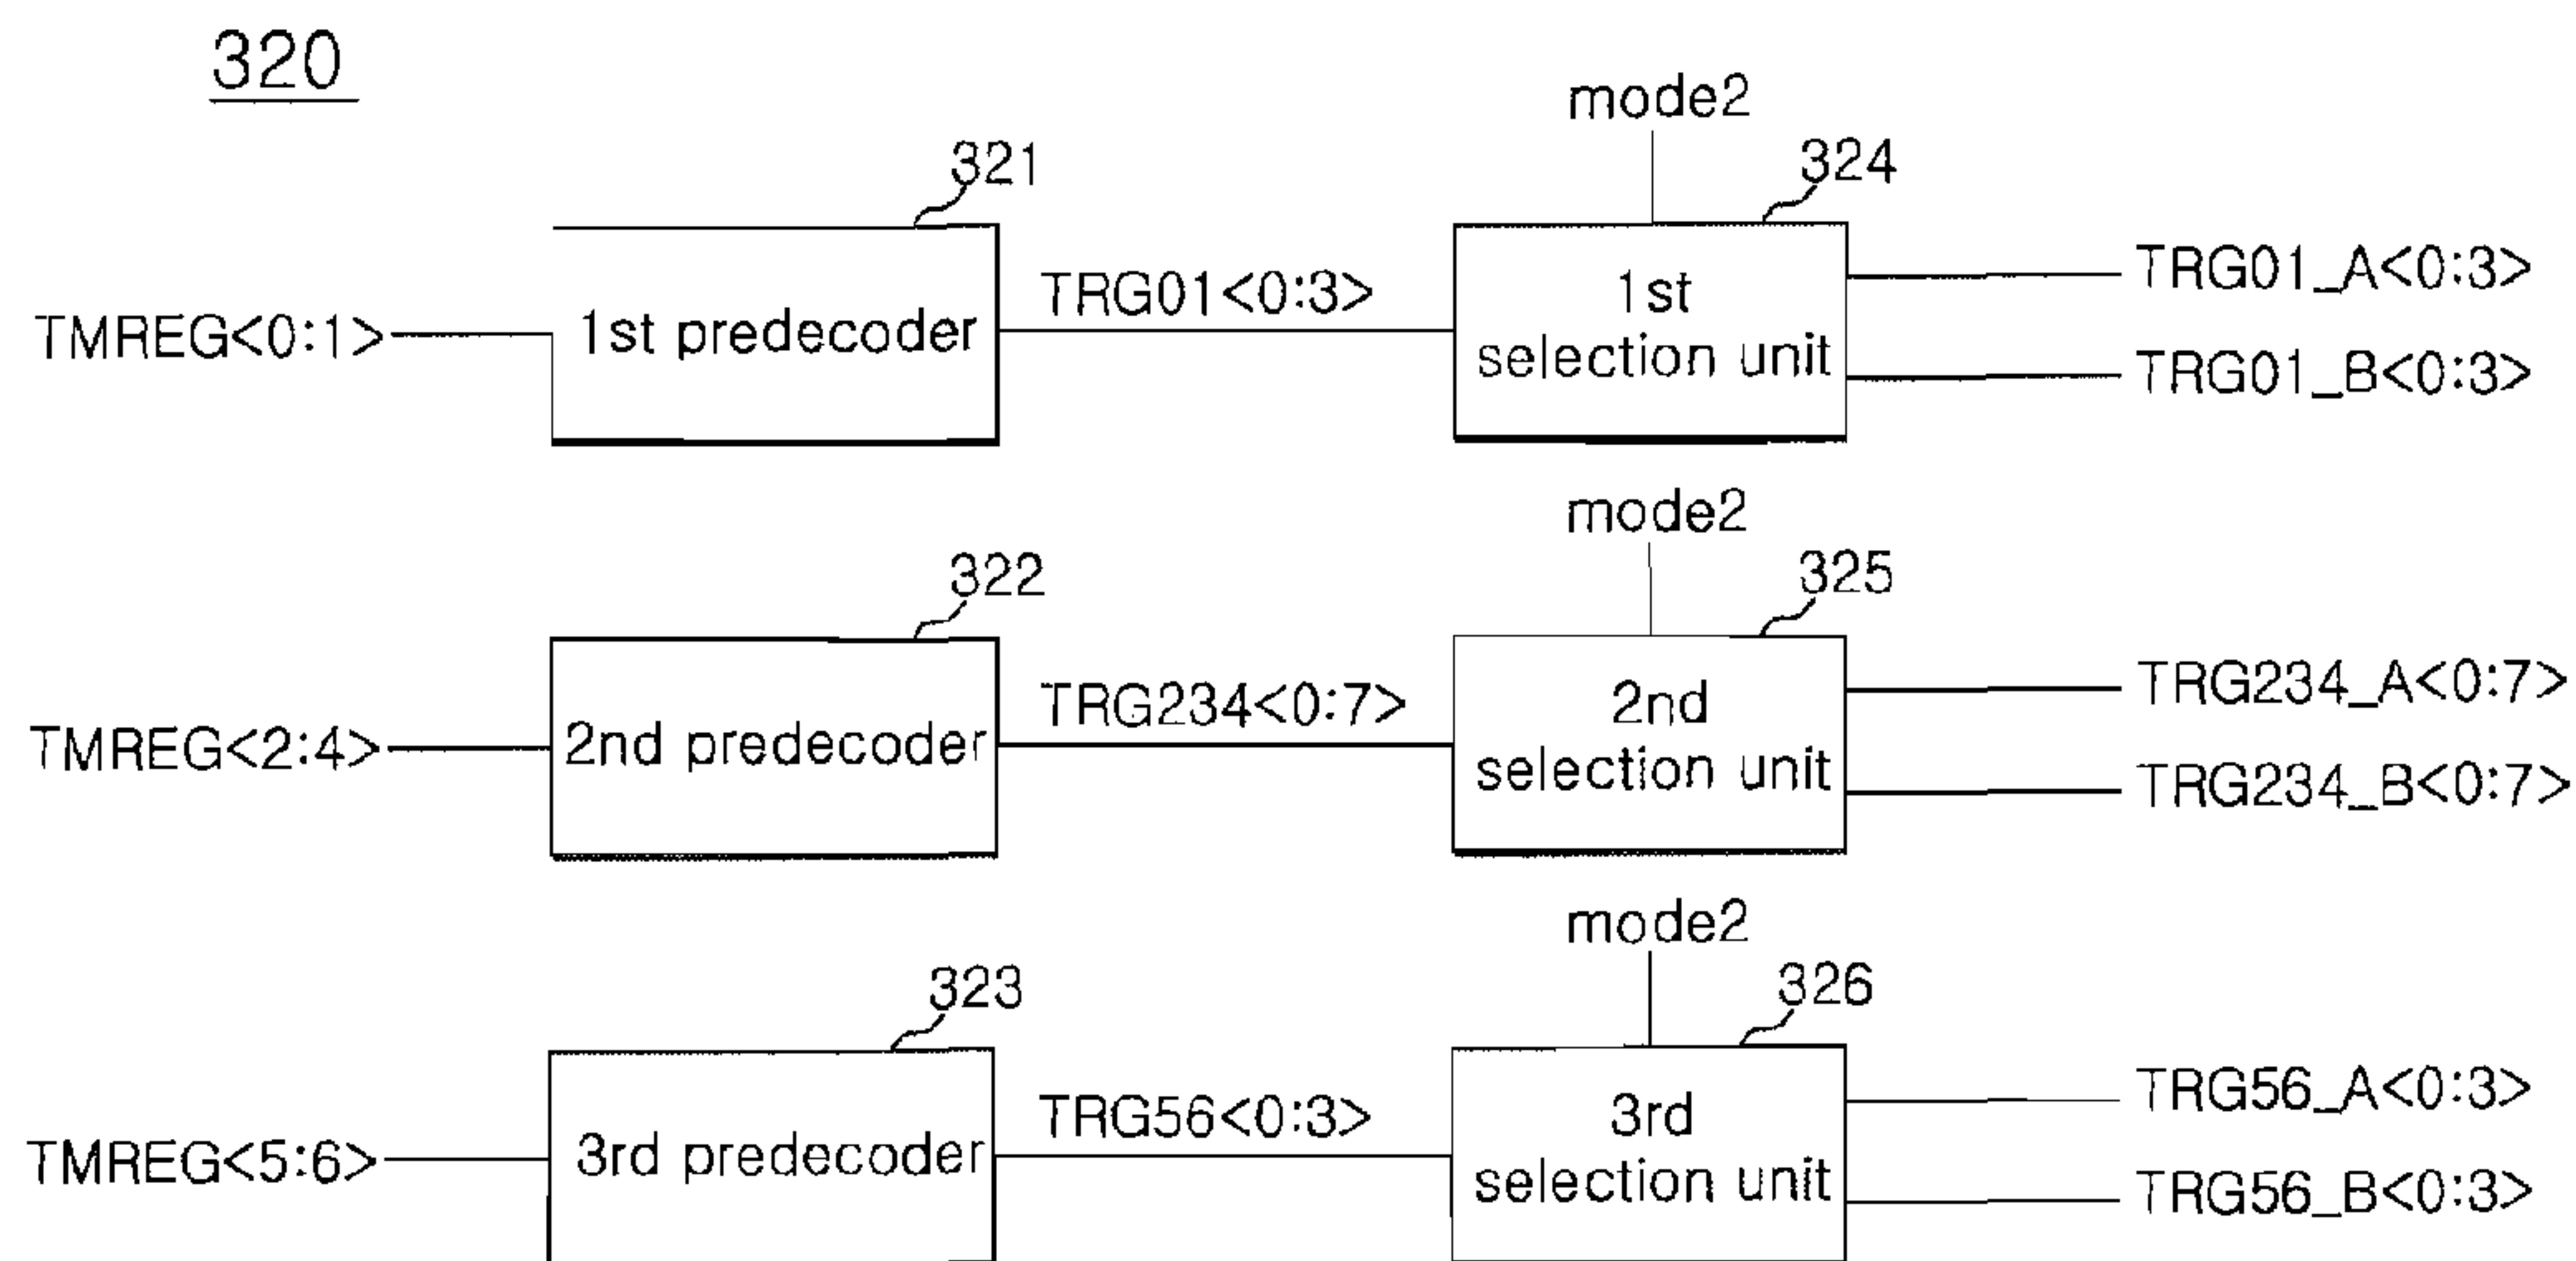 320
mode2
321
324
TMREG<0:1>
1st predecoder
TRG01<0:3>
1st
selection unit
TRG01_A<0:3>
TRG01_B<0:3>
mode2
322
325
TMREG<2:4>
2nd predecoder
TRG234<0:7>
2nd
selection unit
TRG234_A<0:7>
TRG234_B<0:7>
mode2
323
326
TMREG<5:6>
3rd predecoder
TRG56<0:3>
3rd
selection unit
TRG56_A<0:3>
TRG56_B<0:3>